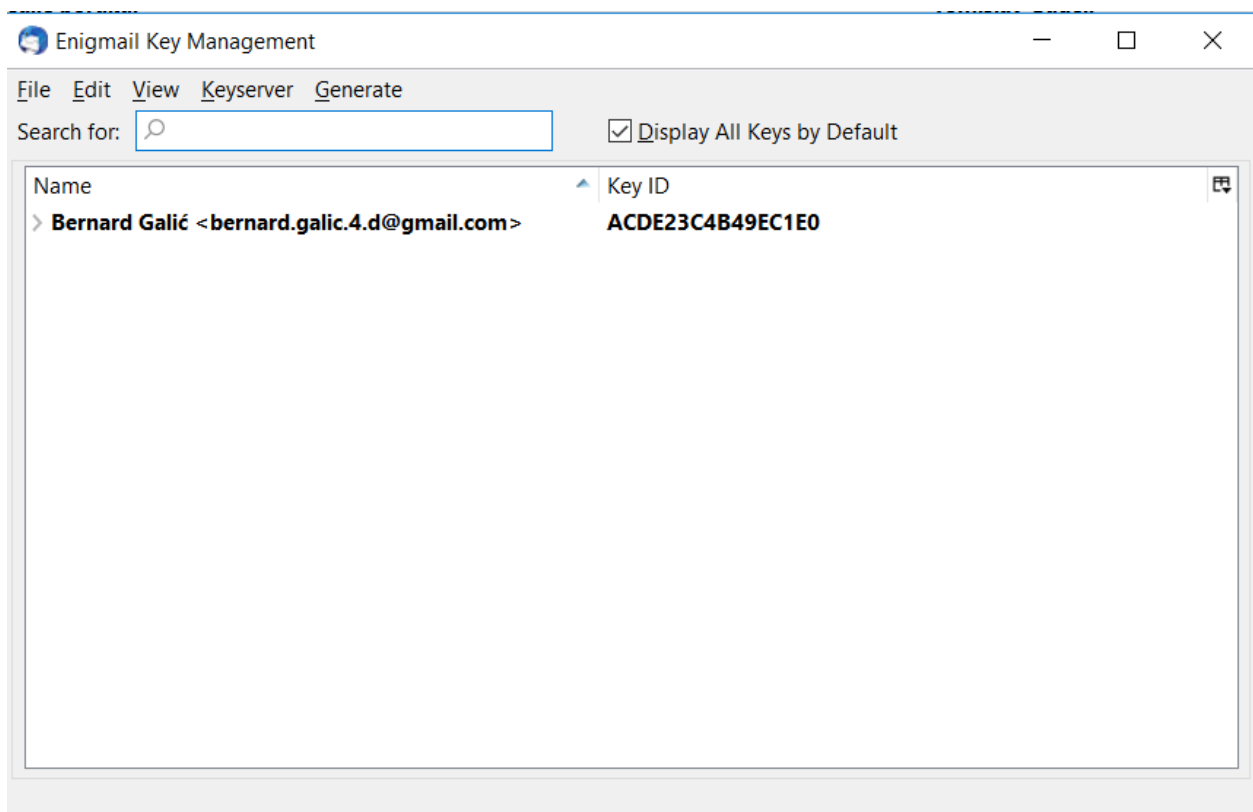 Enigmail Key Management
File Edit View Keyserver Generate
Search for: Display All Keys by Default
Name Key ID
Bernard Galić <bernard.galic.4.d@gmail.com> ACDE23C4B49EC1E0